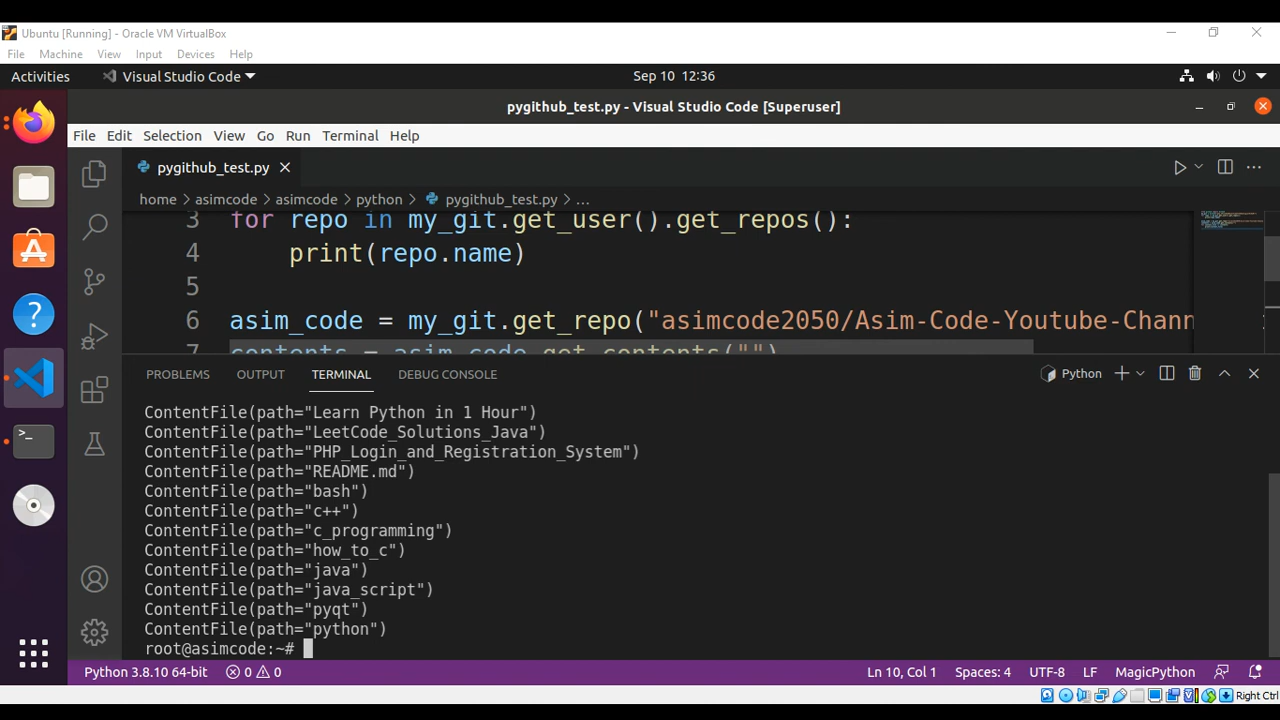 Ubuntu [Running] - Oracle VM VirtualBox
File Machine View Input Devices Help
Activities Visual Studio Code Sep 10 12:36
pygithub_test.py - Visual Studio Code [Superuser]
File Edit Selection View Go Run Terminal Help
pygithub_test.py
home > asimcode > asimcode > python > pygithub_test.py > ...
3 for repo in my_git.get_user().get_repos():
4     print(repo.name)
5
6 asim_code = my_git.get_repo("asimcode2050/Asim-Code-Youtube-Chann
7 contents = asim_code.get_contents("")
PROBLEMS OUTPUT TERMINAL DEBUG CONSOLE Python
ContentFile(path="Learn Python in 1 Hour")
ContentFile(path="LeetCode_Solutions_Java")
ContentFile(path="PHP_Login_and_Registration_System")
ContentFile(path="README.md")
ContentFile(path="bash")
ContentFile(path="c++")
ContentFile(path="c_programming")
ContentFile(path="how_to_c")
ContentFile(path="java")
ContentFile(path="java_script")
ContentFile(path="pyqt")
ContentFile(path="python")
root@asimcode:~#
Python 3.8.10 64-bit 0 0 Ln 10, Col 1 Spaces: 4 UTF-8 LF MagicPython
Right Ctrl